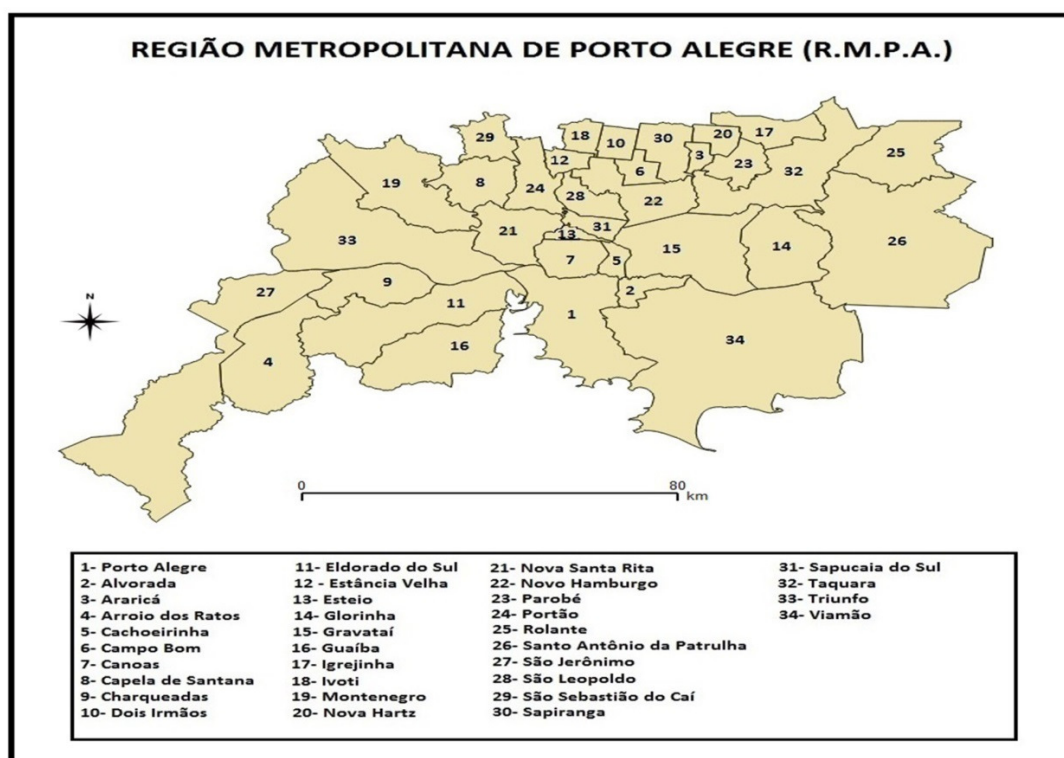 REGIÃO METROPOLITANA DE PORTO ALEGRE (R.M.P.A.)
29
18
10
30
20
17
3
25
12
23
6
32
19
8
24
28
22
31
13
21
33
15
14
26
7
5
9
27
2
11
N
1
16
34
4
0
80
km
1- Porto Alegre
2- Alvorada
3- Araricá
4- Arroio dos Ratos
5- Cachoeirinha
6- Campo Bom
7- Canoas
8- Capela de Santana
9- Charqueadas
10- Dois Irmãos
11- Eldorado do Sul
12 - Estância Velha
13- Esteio
14- Glorinha
15- Gravataí
16- Guaíba
17- Igrejinha
18- Ivoti
19- Montenegro
20- Nova Hartz
21- Nova Santa Rita
22- Novo Hamburgo
23- Parobé
24- Portão
25- Rolante
26- Santo Antônio da Patrulha
27- São Jerônimo
28- São Leopoldo
29- São Sebastião do Caí
30- Sapiranga
31- Sapucaia do Sul
32- Taquara
33- Triunfo
34- Viamão